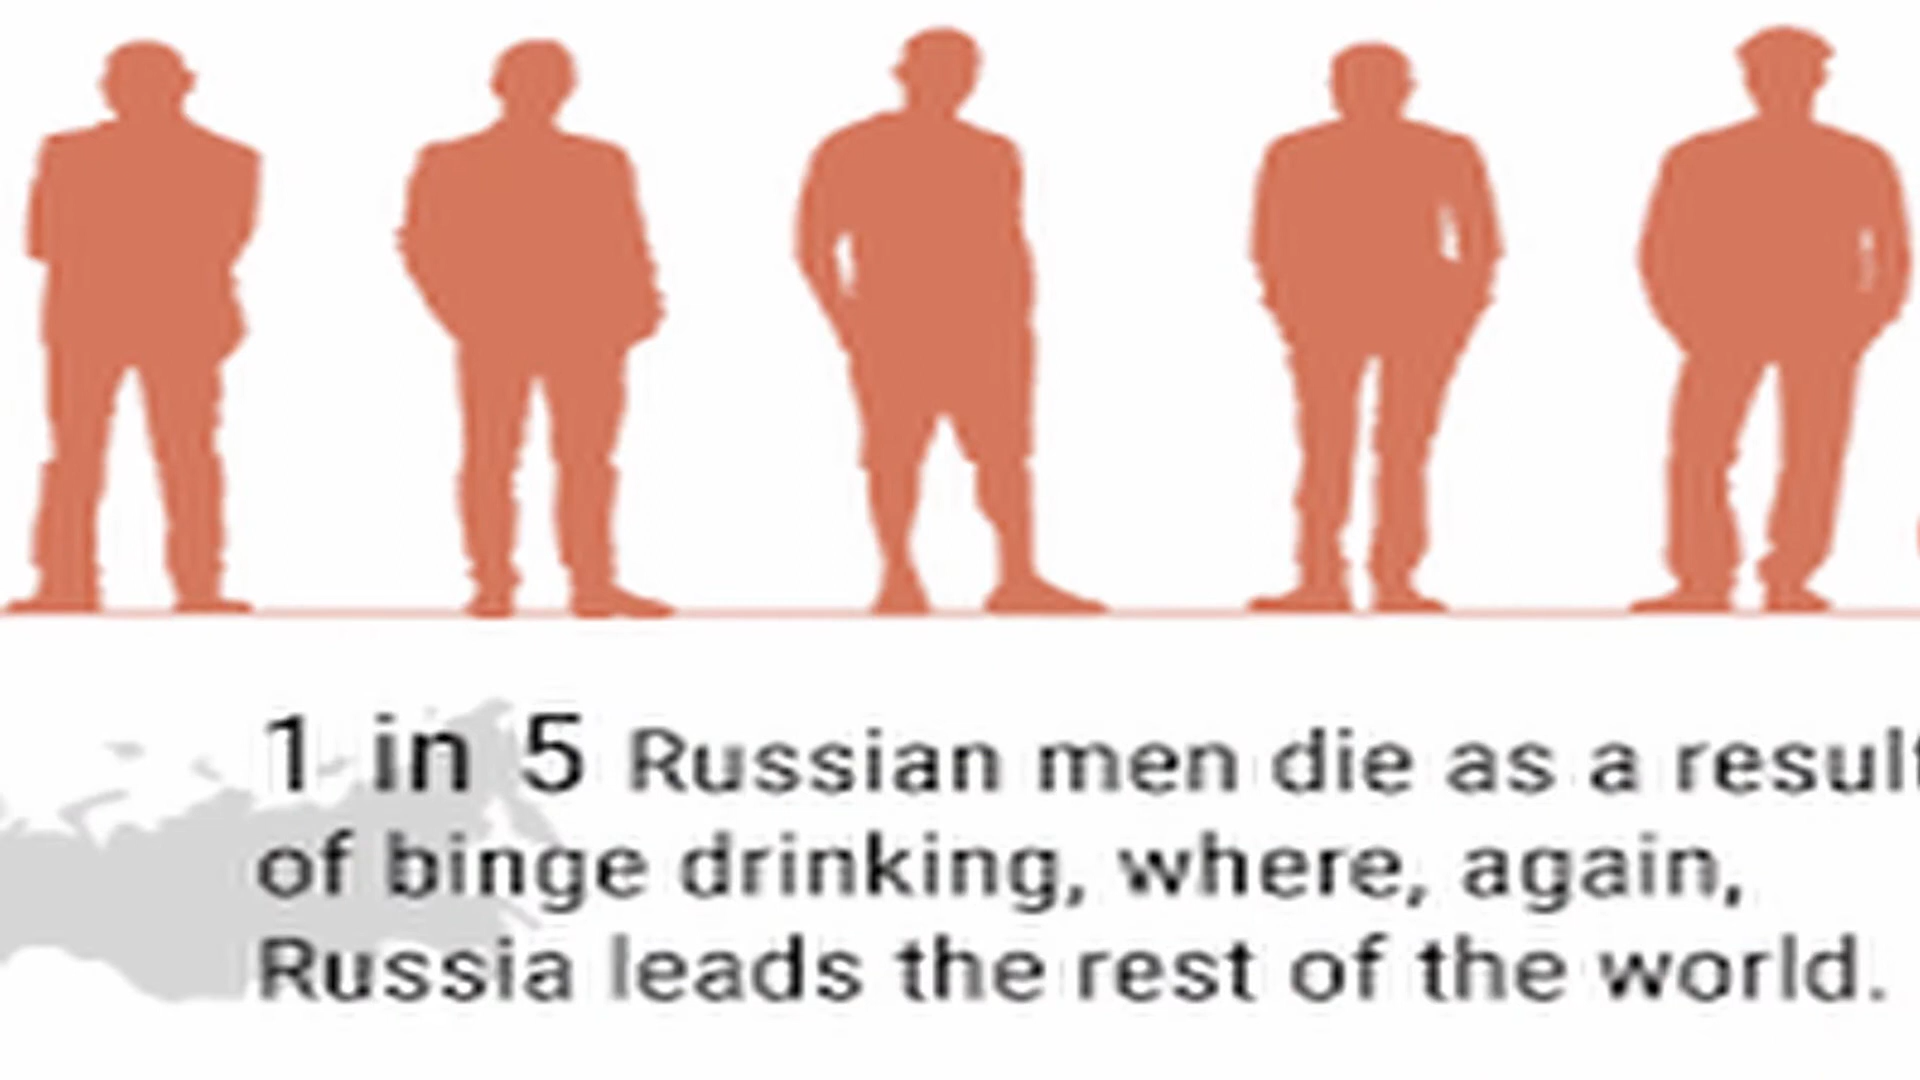 1 in 5 Russian men die as a result
of binge drinking, where, again,
Russia leads the rest of the world.